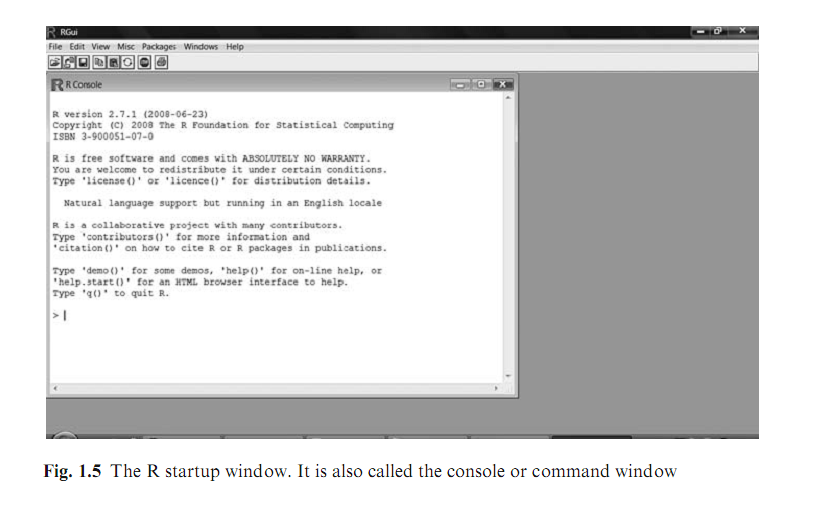 RGui
File Edit View Misc Packages Windows Help
R Console
R version 2.7.1 (2008-06-23)
Copyright (C) 2008 The R Foundation for Statistical Computing
ISBN 3-900051-07-0
R is free software and comes with ABSOLUTELY NO WARRANTY.
You are welcome to redistribute it under certain conditions.
Type 'license()' or 'licence()' for distribution details.
Natural language support but running in an English locale
R is a collaborative project with many contributors.
Type 'contributors()' for more information and
'citation()' on how to cite R or R packages in publications.
Type 'demo()' for some demos, 'help()' for on-line help, or
'help.start()' for an HTML browser interface to help.
Type 'q()' to quit R.
>
Fig. 1.5 The R startup window. It is also called the console or command window